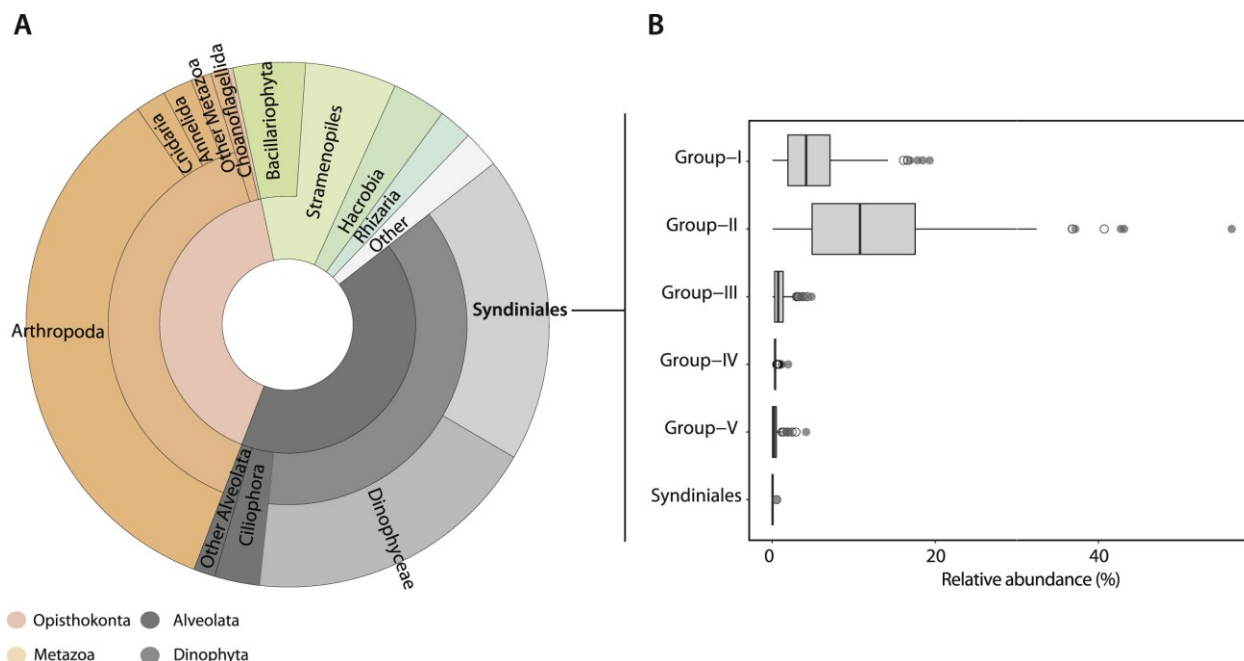 A
B
Cnidaria
Annelida
Other Metazoa
Choanoflagellida
Bacillariophyta
Stramenopiles
Hacrobia
Rhizaria
Other
Syndiniales
Arthropoda
Other Alveolata
Ciliophora
Dinophyceae
Opisthokonta
Alveolata
Metazoa
Dinophyta
Group-I
Group-II
Group-III
Group-IV
Group-V
Syndiniales
0 20 40
Relative abundance (%)